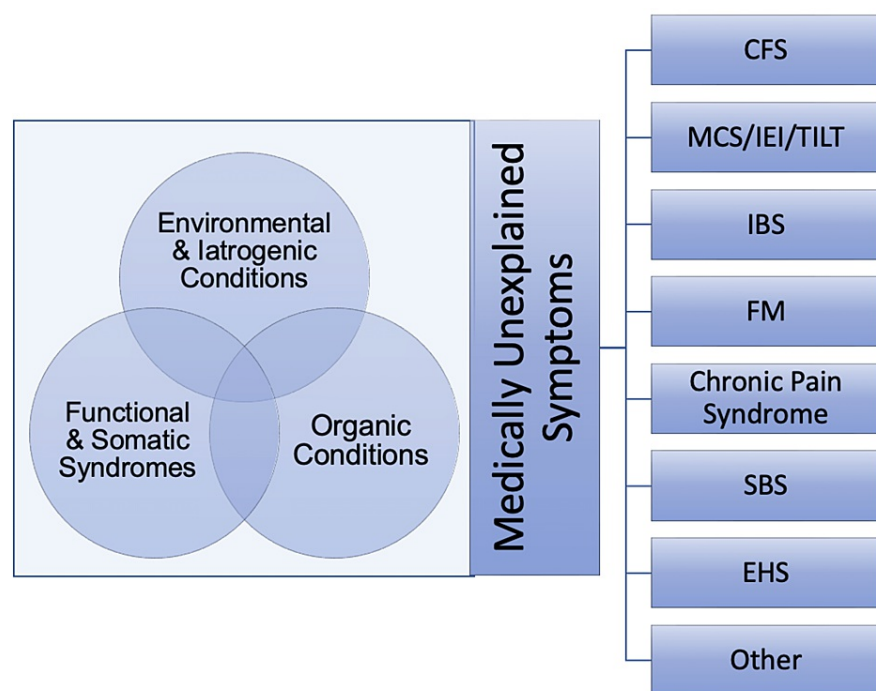 Environmental
& Iatrogenic
Conditions
Functional
& Somatic
Syndromes
Organic
Conditions
Medically Unexplained
Symptoms
CFS
MCS/IEI/TILT
IBS
FM
Chronic Pain
Syndrome
SBS
EHS
Other